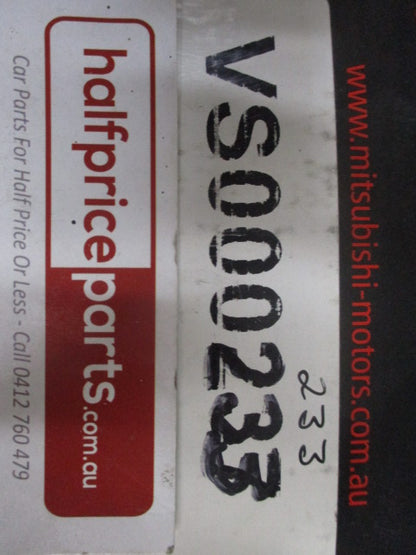 www.mitsubishi-motors.com.au
VS000233
233
halfpriceparts.com.au
Car Parts For Half Price Or Less - Call 0412 760 479